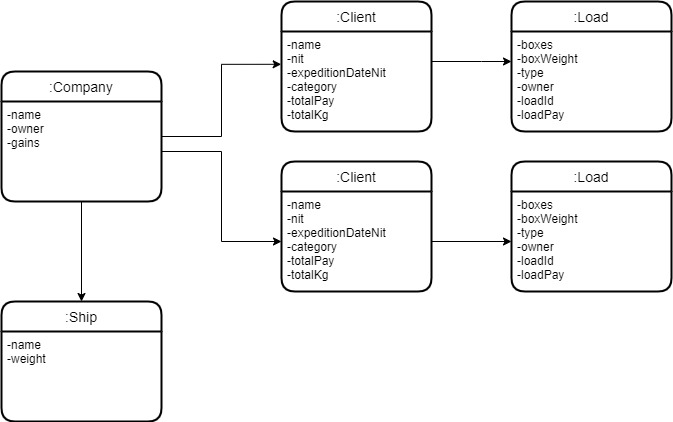 :Client
-name
-nit
-expeditionDateNit
-category
-totalPay
-totalKg
:Load
-boxes
-boxWeight
-type
-owner
-loadId
-loadPay
:Company
-name
-owner
-gains
:Client
-name
-nit
-expeditionDateNit
-category
-totalPay
-totalKg
:Load
-boxes
-boxWeight
-type
-owner
-loadId
-loadPay
:Ship
-name
-weight